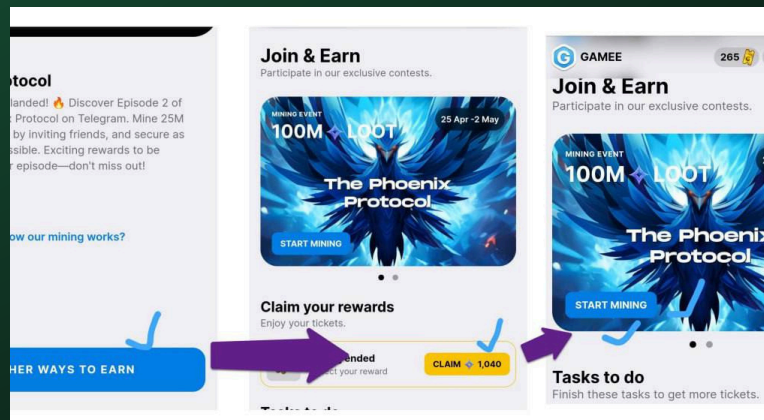 tocol
landed! 🔥 Discover Episode 2 of
Protocol on Telegram. Mine 25M
by inviting friends, and secure as
ssible. Exciting rewards to be
r episode—don't miss out!
ow our mining works?
HER WAYS TO EARN
Join & Earn
Participate in our exclusive contests.
MINING EVENT
100M LOOT
25 Apr -2 May
The Phoenix
Protocol
START MINING
Claim your rewards
Enjoy your tickets.
ended
ct your reward
CLAIM 1,040
GAMEE
265
Join & Earn
Participate in our exclusive contests.
MINING EVENT
100M LOOT
The Phoenix
Protocol
START MINING
Tasks to do
Finish these tasks to get more tickets.